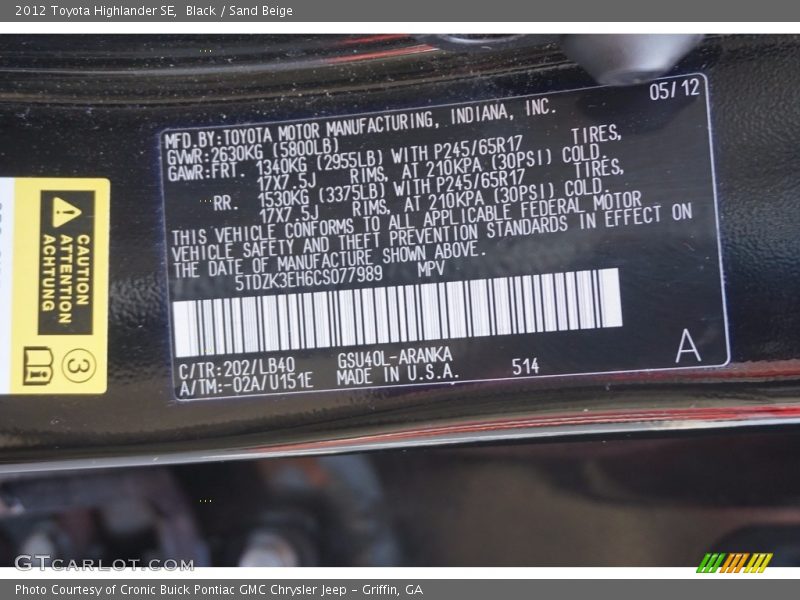 2012 Toyota Highlander SE, Black / Sand Beige
05/12
MFD.BY:TOYOTA MOTOR MANUFACTURING, INDIANA, INC.
GVWR:2630KG (5800LB)
GAWR:FRT. 1340KG (2955LB) WITH P245/65R17 TIRES,
17X7.5J RIMS, AT 210KPA (30PSI) COLD.
RR. 1530KG (3375LB) WITH P245/65R17 TIRES,
17X7.5J RIMS, AT 210KPA (30PSI) COLD.
THIS VEHICLE CONFORMS TO ALL APPLICABLE FEDERAL MOTOR
VEHICLE SAFETY AND THEFT PREVENTION STANDARDS IN EFFECT ON
THE DATE OF MANUFACTURE SHOWN ABOVE.
5TDZK3EH6CS077989 MPV
C/TR:202/LB40 GSU40L-ARANKA
A/TM:-02A/U151E MADE IN U.S.A. 514
A
CAUTION
ATTENTION
ACHTUNG
3
GTCARLOT.COM
Photo Courtesy of Cronic Buick Pontiac GMC Chrysler Jeep - Griffin, GA